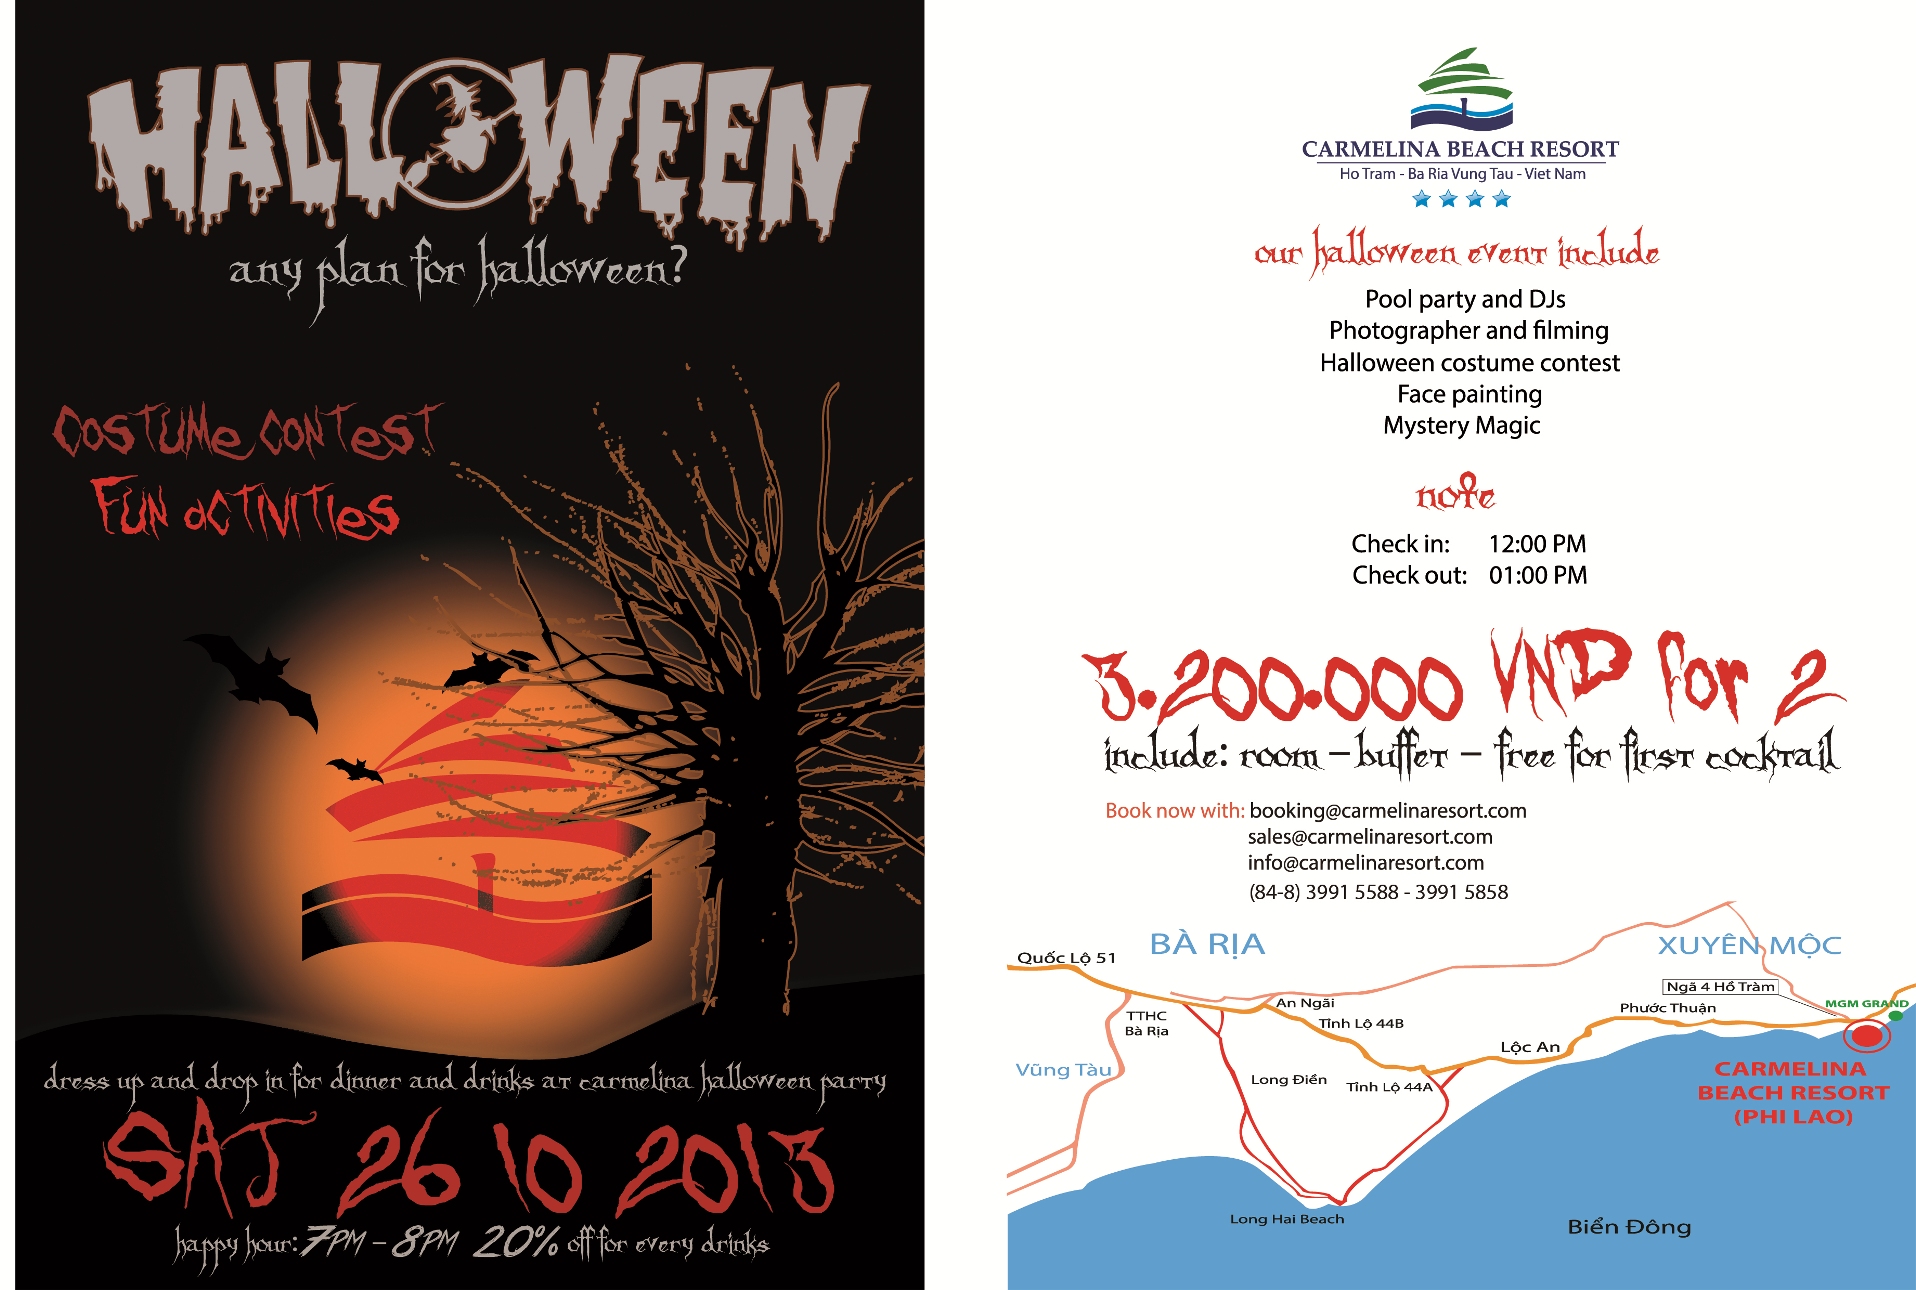 HALLOWEEN
any plan for halloween?
COSTUMe CONTesT
FUN aCTIVITIes
dress up and drop in for dinner and drinks at carmelina halloween party
SAT 26 10 2013
happy hour: 7PM - 8PM 20% off for every drinks
CARMELINA BEACH RESORT
Ho Tram - Ba Ria Vung Tau - Viet Nam
our halloween event include
Pool party and DJs
Photographer and filming
Halloween costume contest
Face painting
Mystery Magic
note
Check in: 12:00 PM
Check out: 01:00 PM
3.200.000 VND for 2
include: room - buffet - free for first cocktail
Book now with: booking@carmelinaresort.com
sales@carmelinaresort.com
info@carmelinaresort.com
(84-8) 3991 5588 - 3991 5858
BÀ RỊA
XUYÊN MỘC
Quốc Lộ 51
Ngã 4 Hồ Tràm
MGM GRAND
An Ngãi
Phước Thuận
TTHC
Bà Rịa
Tỉnh Lộ 44B
Lộc An
Vũng Tàu
Long Điền
Tỉnh Lộ 44A
CARMELINA
BEACH RESORT
(PHI LAO)
Long Hai Beach
Biển Đông